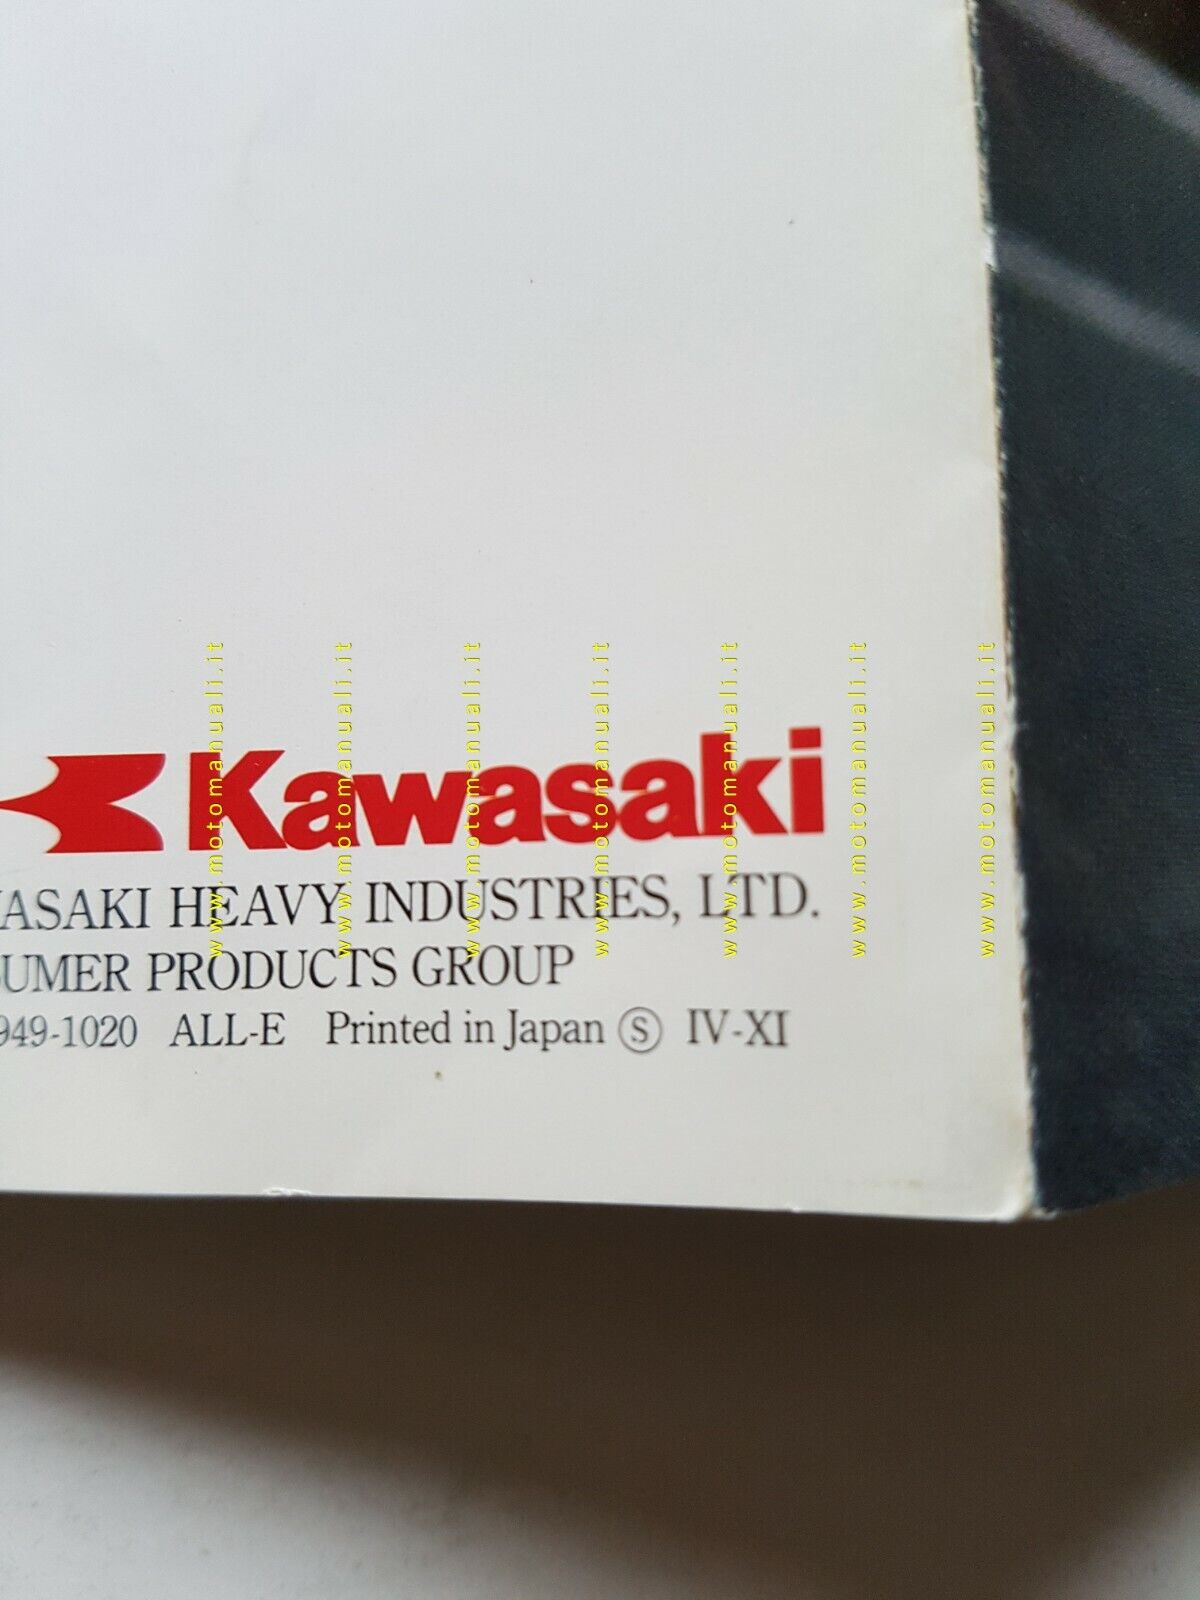 Kawasaki
ASAKI HEAVY INDUSTRIES, LTD.
UMER PRODUCTS GROUP
949-1020 ALL-E Printed in Japan Ⓢ IV-XI
www.motomanuali.it
www.motomanuali.it
www.motomanuali.it
www.motomanuali.it
www.motomanuali.it
www.motomanuali.it
www.motomanuali.it